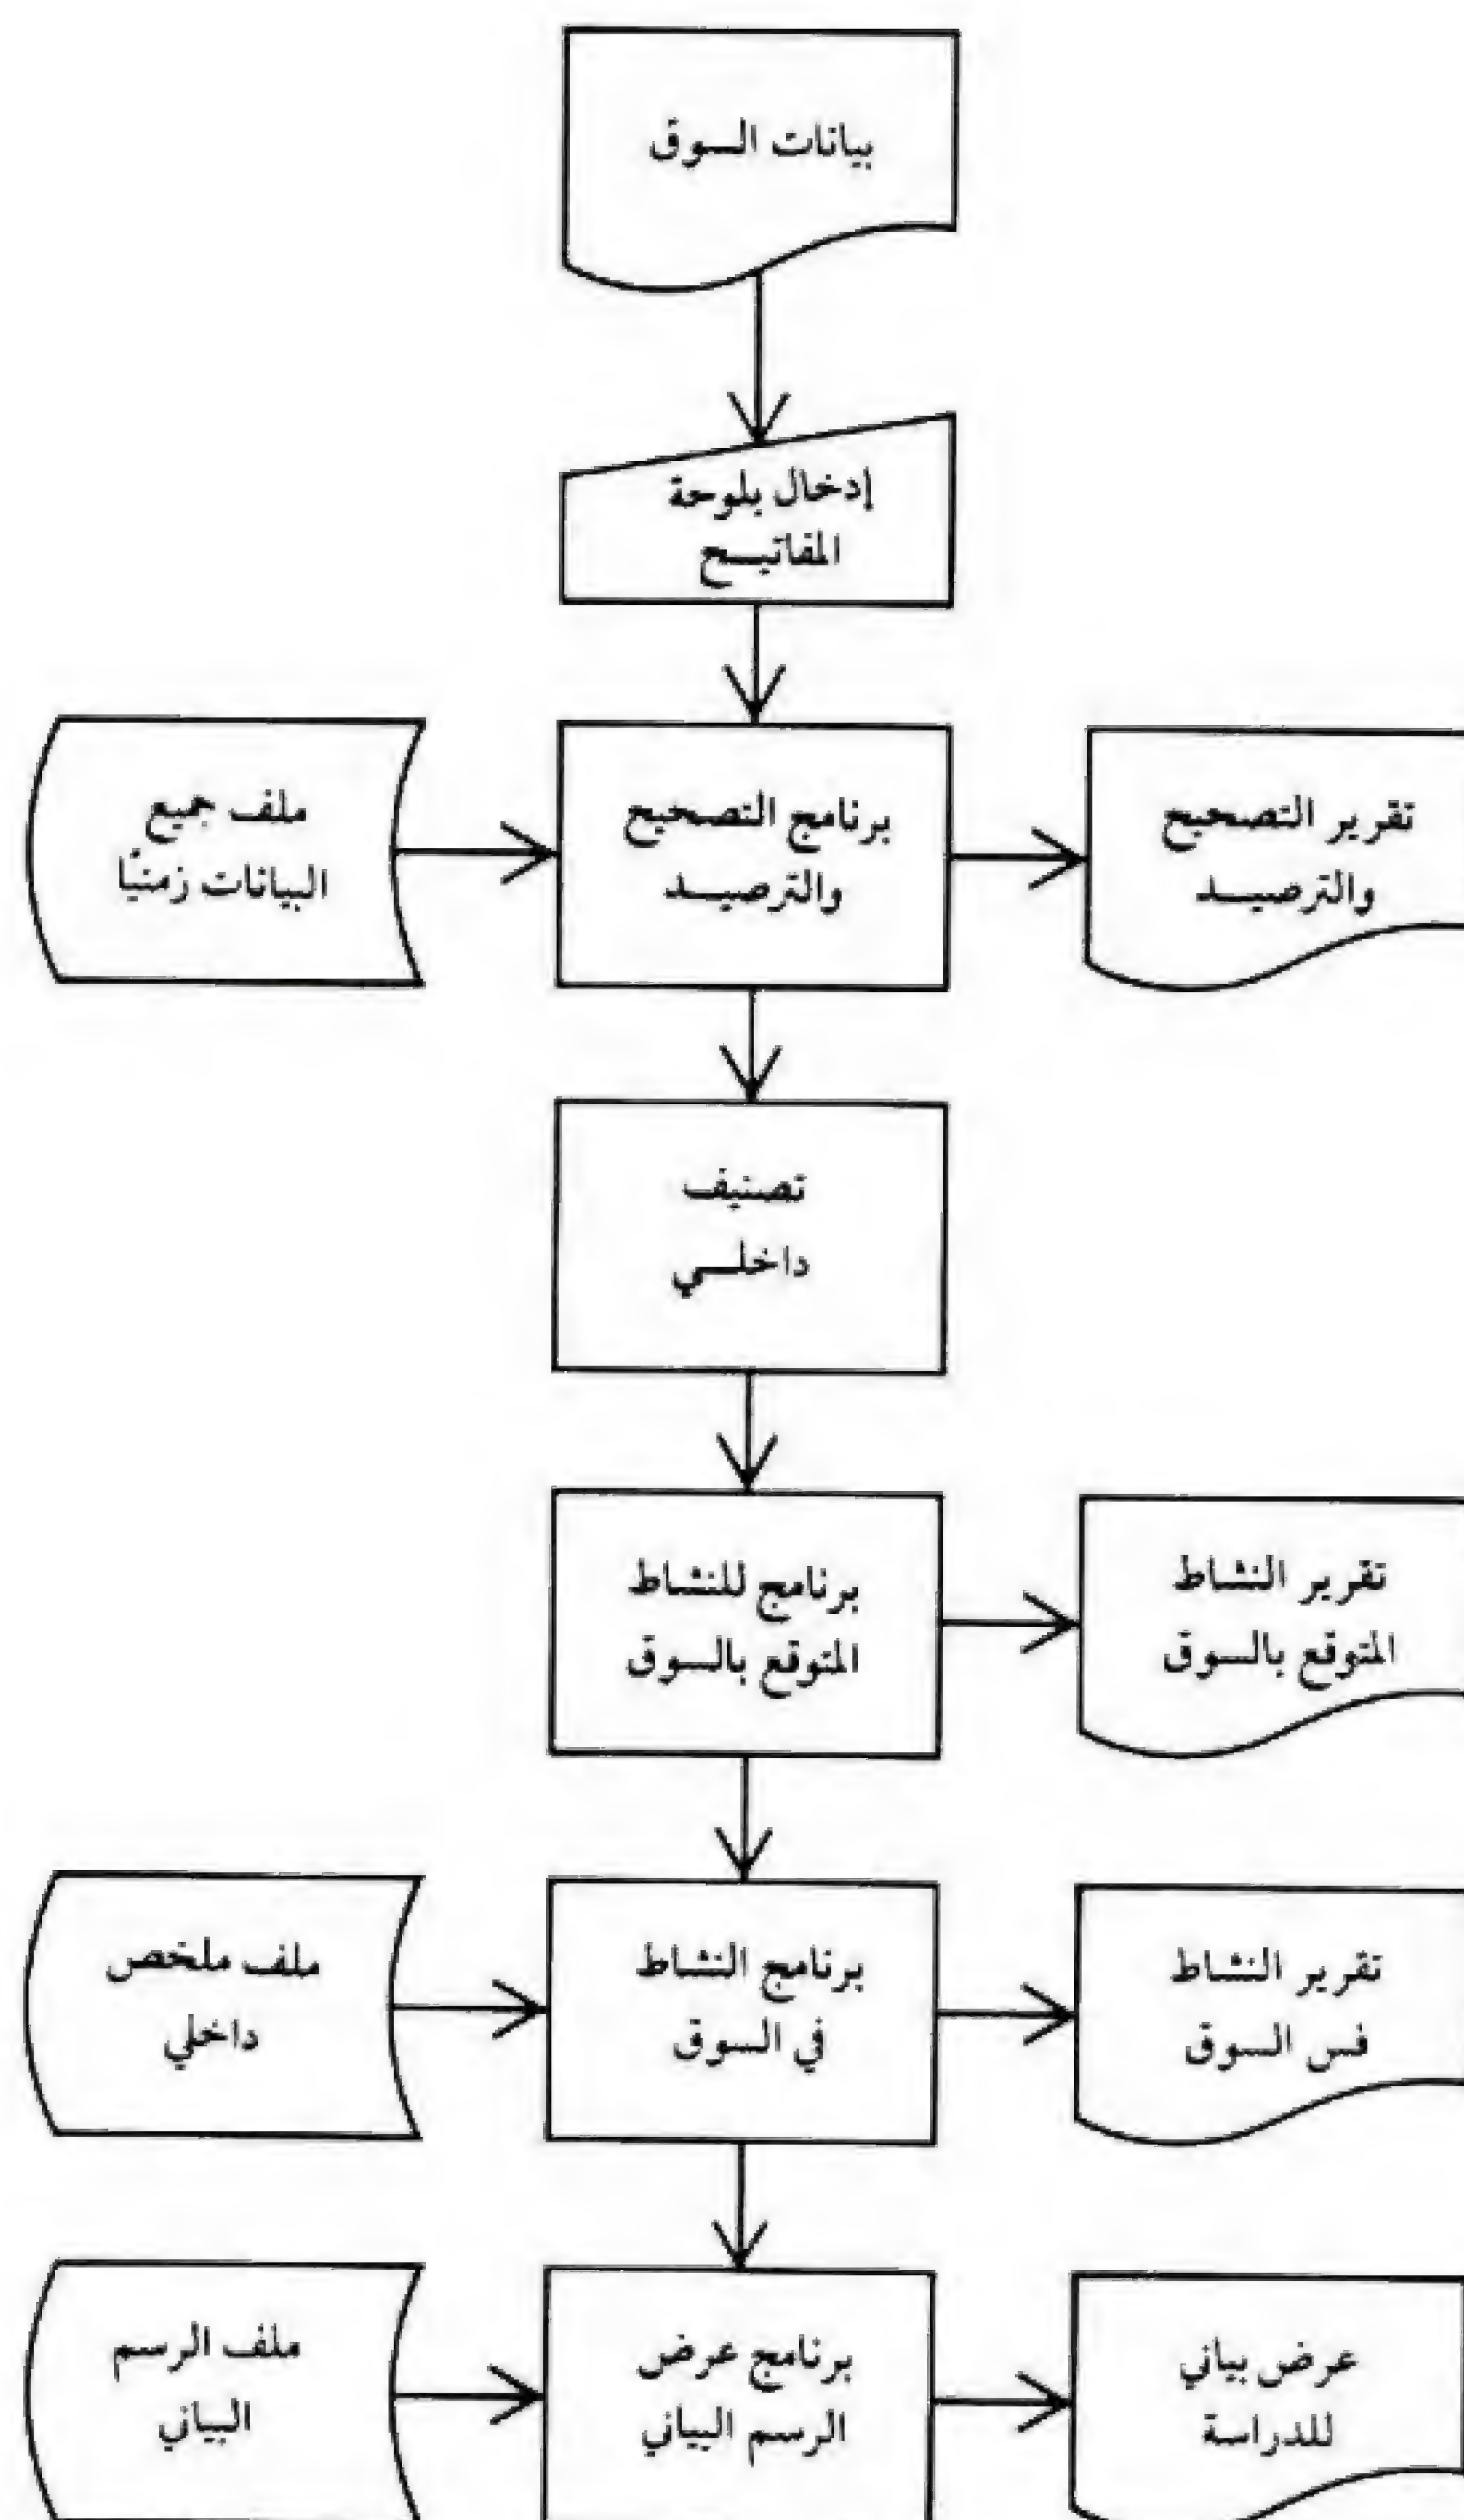 بيانات السوق
إدخال بلوحة
المفاتيح
تقرير التصحيح
والترصيد
برنامج التصحيح
والترصيد
ملف جميع
البيانات زمنيًا
تصنيف
داخلي
تقرير النشاط
المتوقع بالسوق
برنامج للنشاط
المتوقع بالسوق
تقرير النشاط
فس السوق
برنامج النشاط
في السوق
ملف ملخص
داخلي
عرض بياني
للدراسة
برنامج عرض
الرسم البياني
ملف الرسم
البياني